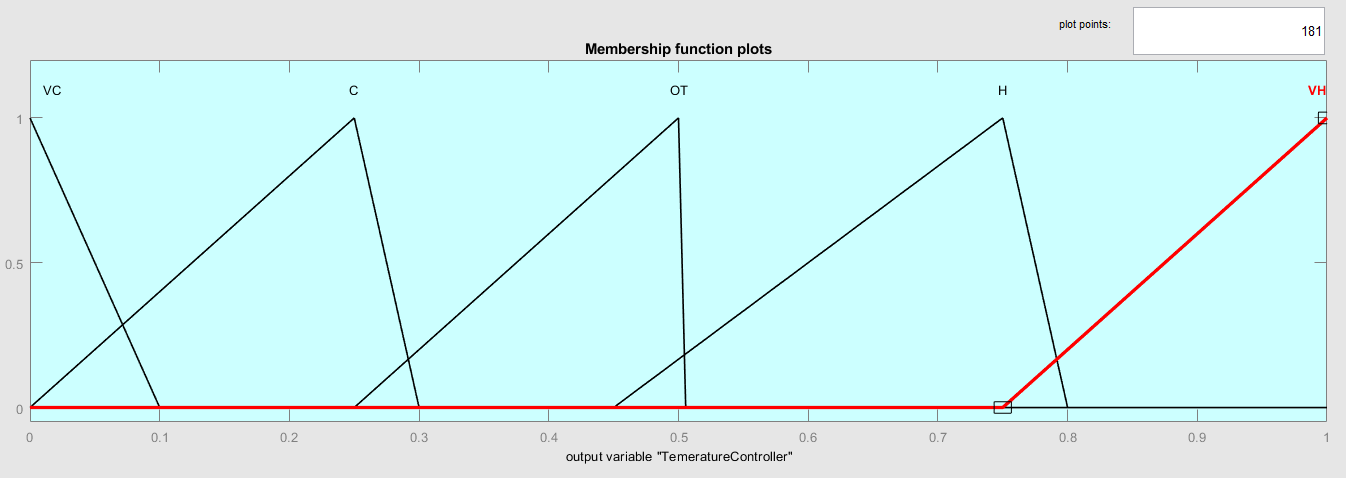 plot points:
181
Membership function plots
VC C OT H VH
1
0.5
0
0 0.1 0.2 0.3 0.4 0.5 0.6 0.7 0.8 0.9 1
output variable "TemeratureController"